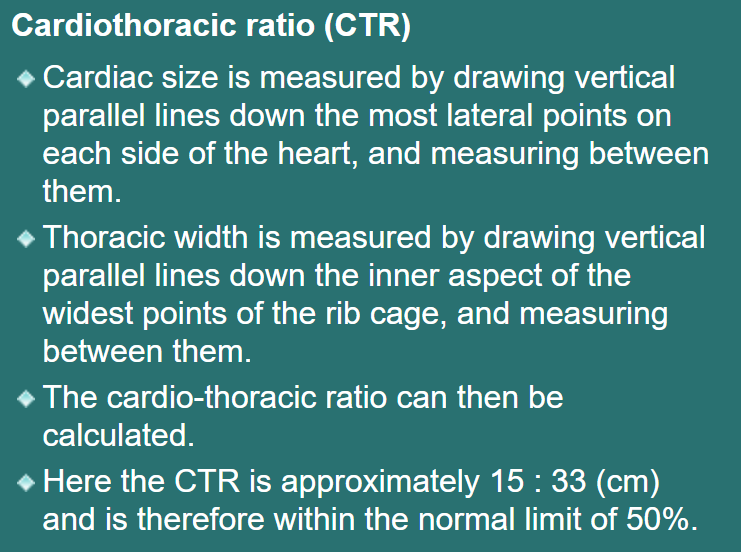 Cardiothoracic ratio (CTR)
Cardiac size is measured by drawing vertical
parallel lines down the most lateral points on
each side of the heart, and measuring between
them.
Thoracic width is measured by drawing vertical
parallel lines down the inner aspect of the
widest points of the rib cage, and measuring
between them.
The cardio-thoracic ratio can then be
calculated.
Here the CTR is approximately 15 : 33 (cm)
and is therefore within the normal limit of 50%.